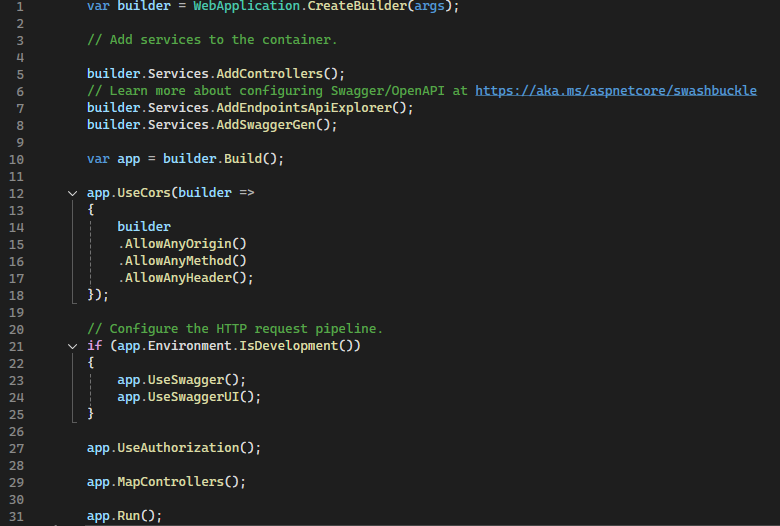 1 var builder = WebApplication.CreateBuilder(args);
2
3 // Add services to the container.
4
5 builder.Services.AddControllers();
6 // Learn more about configuring Swagger/OpenAPI at https://aka.ms/aspnetcore/swashbuckle
7 builder.Services.AddEndpointsApiExplorer();
8 builder.Services.AddSwaggerGen();
9
10 var app = builder.Build();
11
12 app.UseCors(builder =>
13 {
14 builder
15 .AllowAnyOrigin()
16 .AllowAnyMethod()
17 .AllowAnyHeader();
18 });
19
20 // Configure the HTTP request pipeline.
21 if (app.Environment.IsDevelopment())
22 {
23 app.UseSwagger();
24 app.UseSwaggerUI();
25 }
26
27 app.UseAuthorization();
28
29 app.MapControllers();
30
31 app.Run();